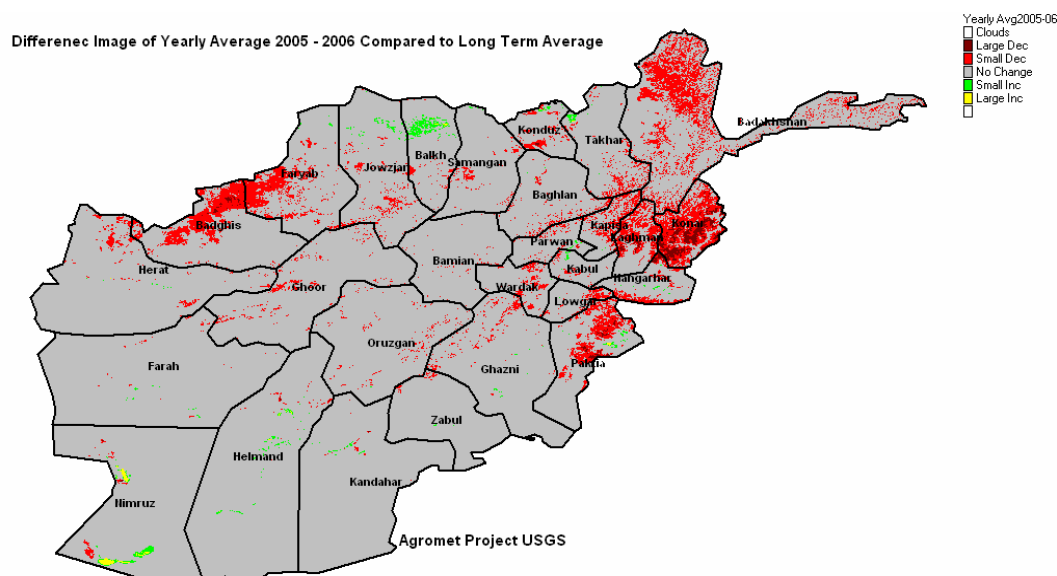 Yearly Avg2005-06
Clouds
Large Dec
Small Dec
No Change
Small Inc
Large Inc
Differenec Image of Yearly Average 2005 - 2006 Compared to Long Term Average
Badakhshan
Konduz
Takhar
Balkh
Samangan
Jowzjan
Faryab
Baghlan
Badghis
Kapisa
Konar
Laghman
Parwan
Bamian
Herat
Kabul
Nangarhar
Ghoor
Wardak
Lowgar
Oruzgan
Farah
Ghazni
Paktia
Zabul
Helmand
Kandahar
Nimruz
Agromet Project USGS